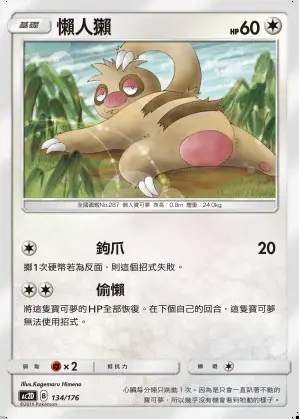 基礎 懶人獺 HP60
全國圖鑑No.287 懶人寶可夢 身高:0.8m 體重:24.0kg
鉤爪 20
擲1次硬幣若為反面,則這個招式失敗。
偷懶
將這隻寶可夢的HP全部恢復。在下個自己的回合,這隻寶可夢
無法使用招式。
弱點 ×2 抵抗力 撤退
Illus.Kagemaru Himeno
AC2D B 134/176
©2019 Pokémon
心臟每分鐘只跳動1次。因為是只會一直趴著不動的
寶可夢,所以幾乎沒有機會看到牠動的樣子。